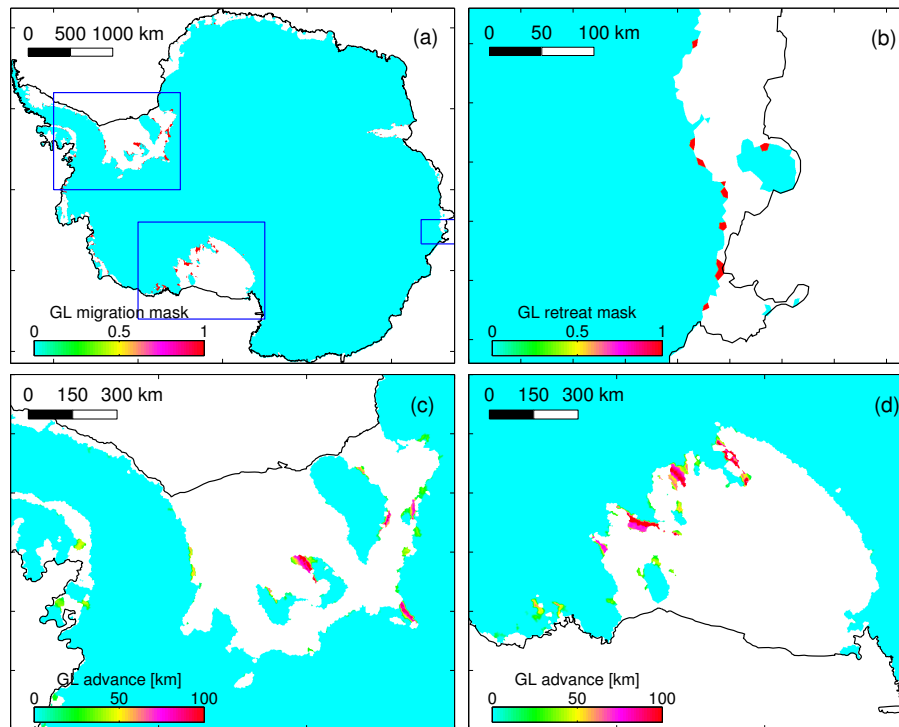 0 500 1000 km
(a)
GL migration mask
0 0.5 1
0 50 100 km
(b)
GL retreat mask
0 0.5 1
0 150 300 km
(c)
GL advance [km]
0 50 100
0 150 300 km
(d)
GL advance [km]
0 50 100